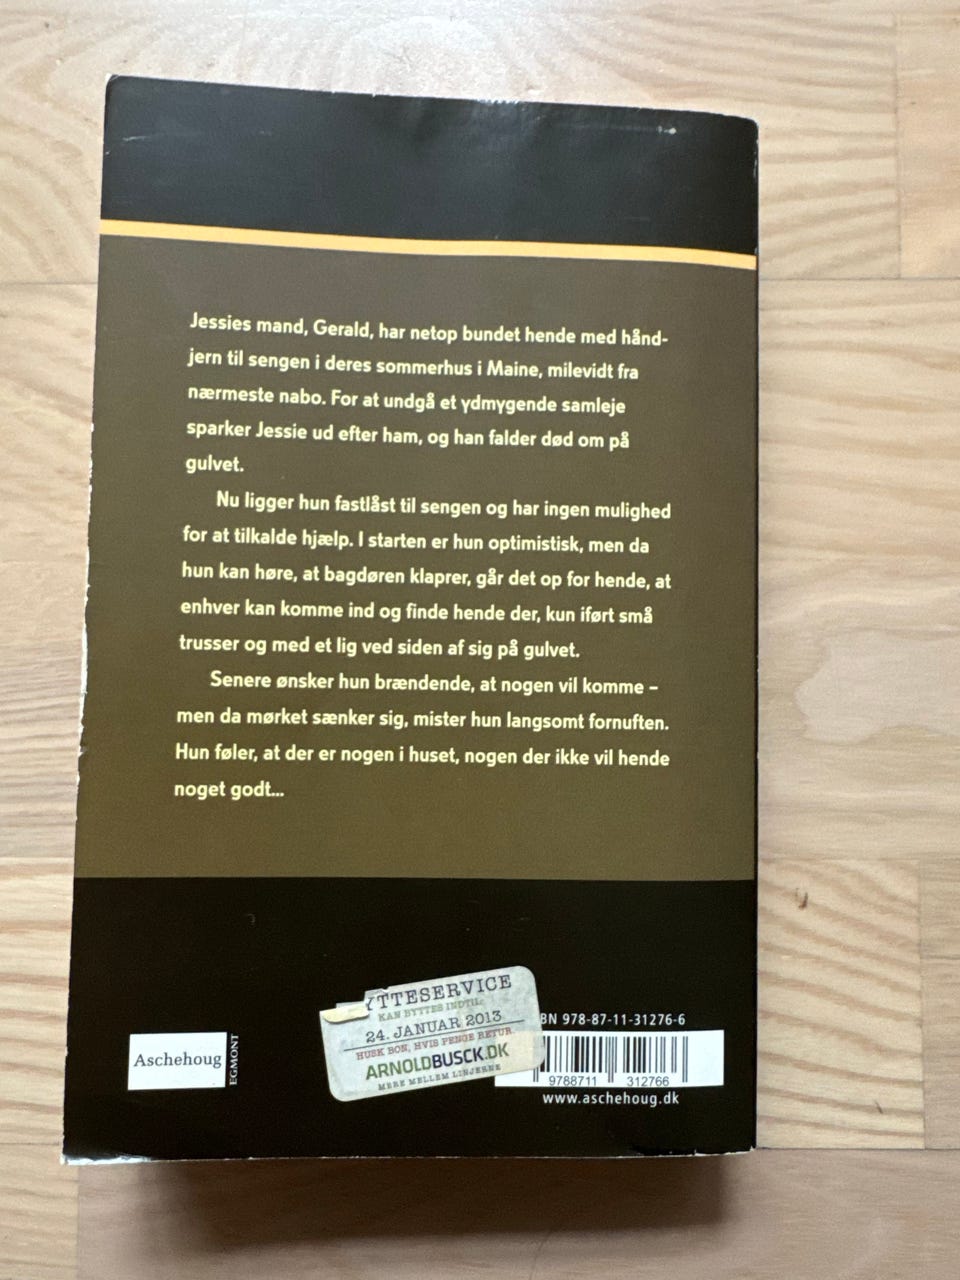 Jessies mand, Gerald, har netop bundet hende med hånd-
jern til sengen i deres sommerhus i Maine, milevidt fra
nærmeste nabo. For at undgå et ydmygende samleje
sparker Jessie ud efter ham, og han falder død om på
gulvet.
Nu ligger hun fastlåst til sengen og har ingen mulighed
for at tilkalde hjælp. I starten er hun optimistisk, men da
hun kan høre, at bagdøren klaprer, går det op for hende, at
enhver kan komme ind og finde hende der, kun iført små
trusser og med et lig ved siden af sig på gulvet.
Senere ønsker hun brændende, at nogen vil komme –
men da mørket sænker sig, mister hun langsomt fornuften.
Hun føler, at der er nogen i huset, nogen der ikke vil hende
noget godt...
Aschehoug
EGMONT
YTTESERVICE
KAN BYTTES INDTIL:
24. JANUAR 2013
HUSK BON, HVIS PENGE RETUR
ARNOLDBUSCK.DK
MERE MELLEM LINJERNE
BN 978-87-11-31276-6
9788711 312766
www.aschehoug.dk